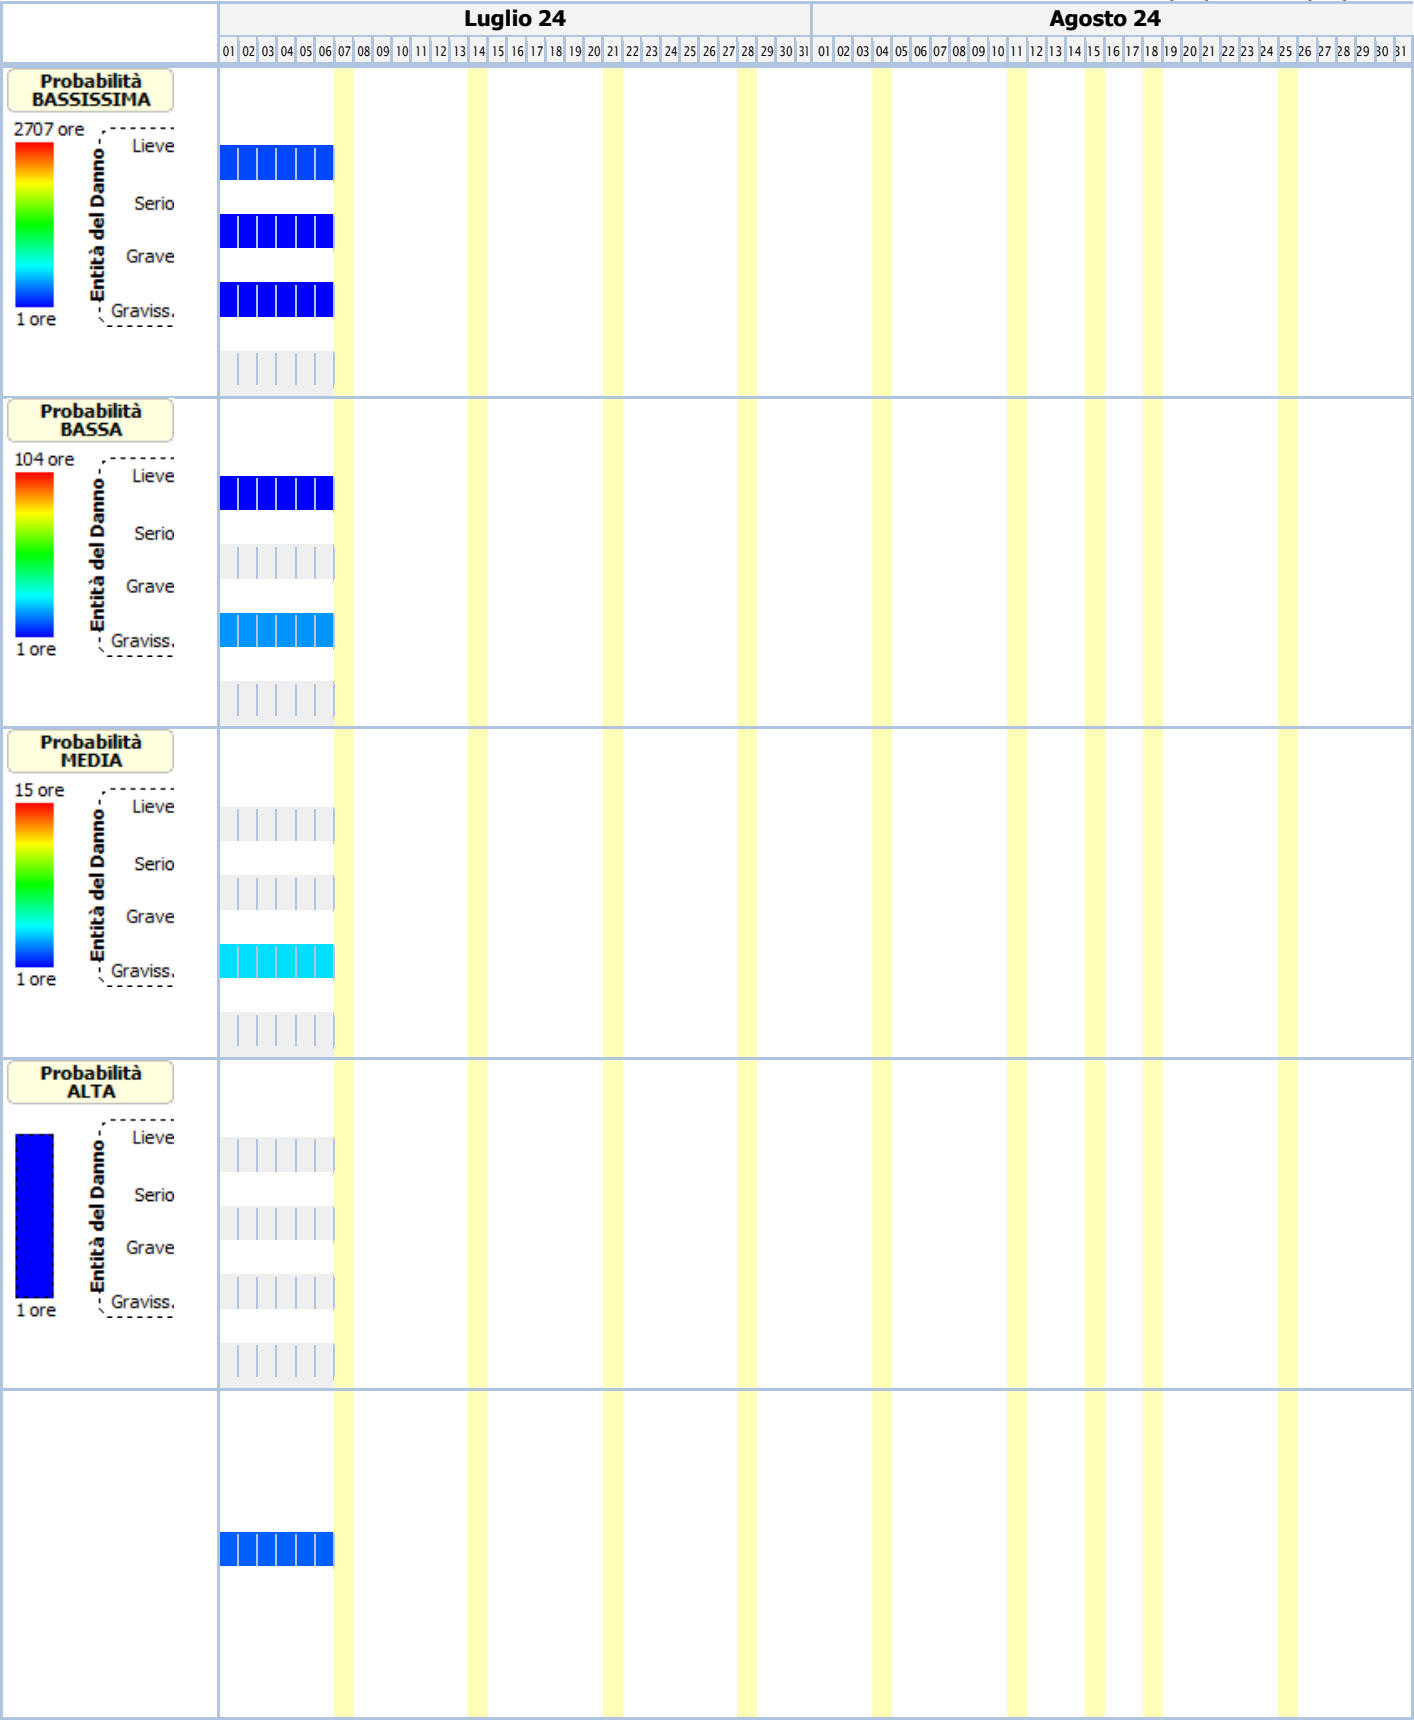 Luglio 24 Agosto 24
01 02 03 04 05 06 07 08 09 10 11 12 13 14 15 16 17 18 19 20 21 22 23 24 25 26 27 28 29 30 31 01 02 03 04 05 06 07 08 09 10 11 12 13 14 15 16 17 18 19 20 21 22 23 24 25 26 27 28 29 30 31
Probabilità
BASSISSIMA
2707 ore
Entità del Danno
Lieve
Serio
Grave
Graviss.
1 ore
Probabilità
BASSA
104 ore
Entità del Danno
Lieve
Serio
Grave
Graviss.
1 ore
Probabilità
MEDIA
15 ore
Entità del Danno
Lieve
Serio
Grave
Graviss.
1 ore
Probabilità
ALTA
Entità del Danno
Lieve
Serio
Grave
Graviss.
1 ore